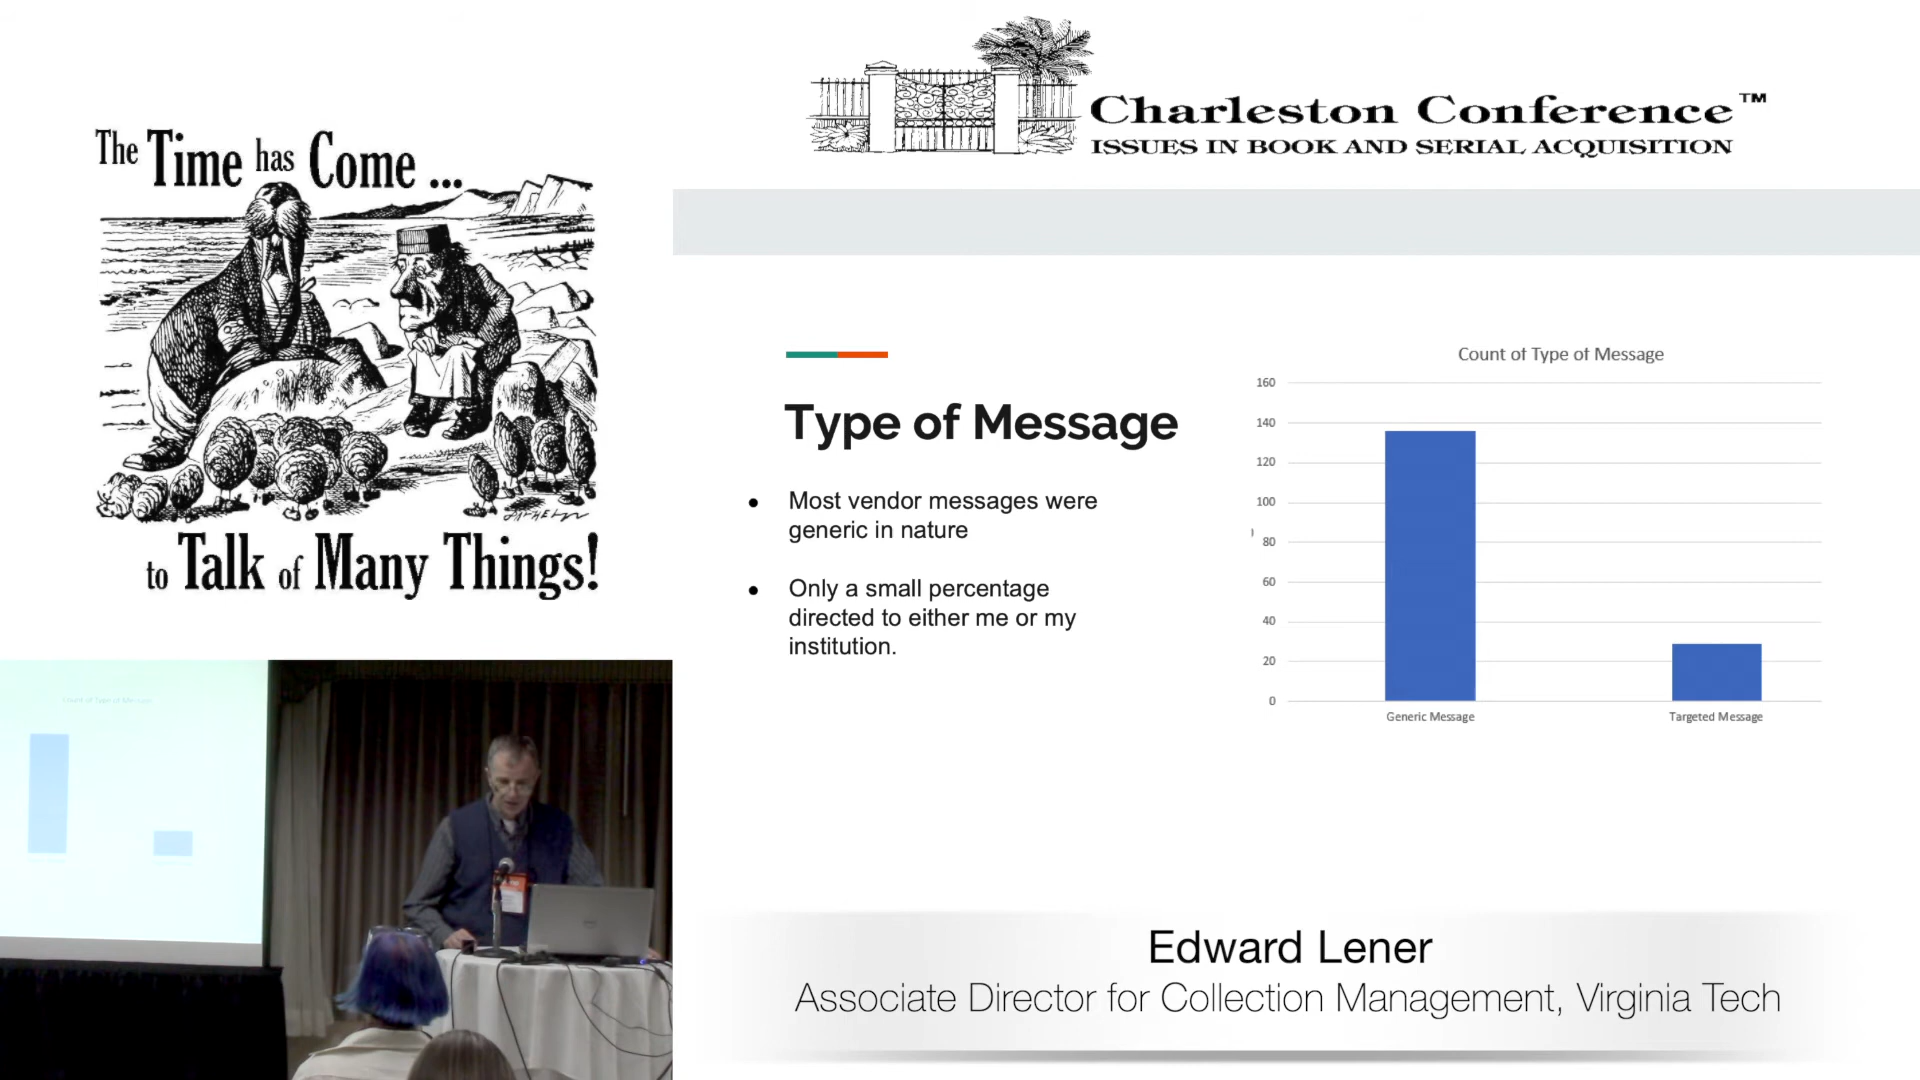 The Time has Come ...
to Talk of Many Things!
Charleston Conference™
ISSUES IN BOOK AND SERIAL ACQUISITION
Type of Message
• Most vendor messages were
generic in nature
• Only a small percentage
directed to either me or my
institution.
Count of Type of Message
160
140
120
100
80
60
40
20
0
Generic Message
Targeted Message
Edward Lener
Associate Director for Collection Management, Virginia Tech